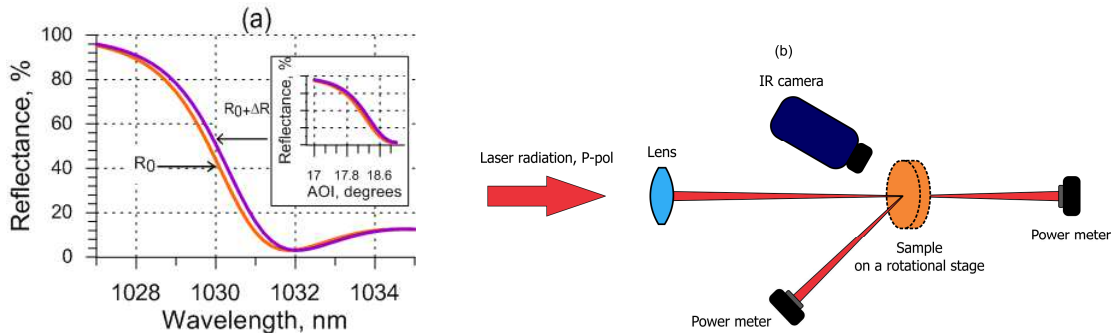 (a)
100
80
60
40
20
0
Reflectance, %
1028
1030
1032
1034
Wavelength, nm
R0+ΔR
R0
Reflectance, %
17
17.8
18.6
AOI, degrees
(b)
IR camera
Laser radiation, P-pol
Lens
Sample
on a rotational stage
Power meter
Power meter